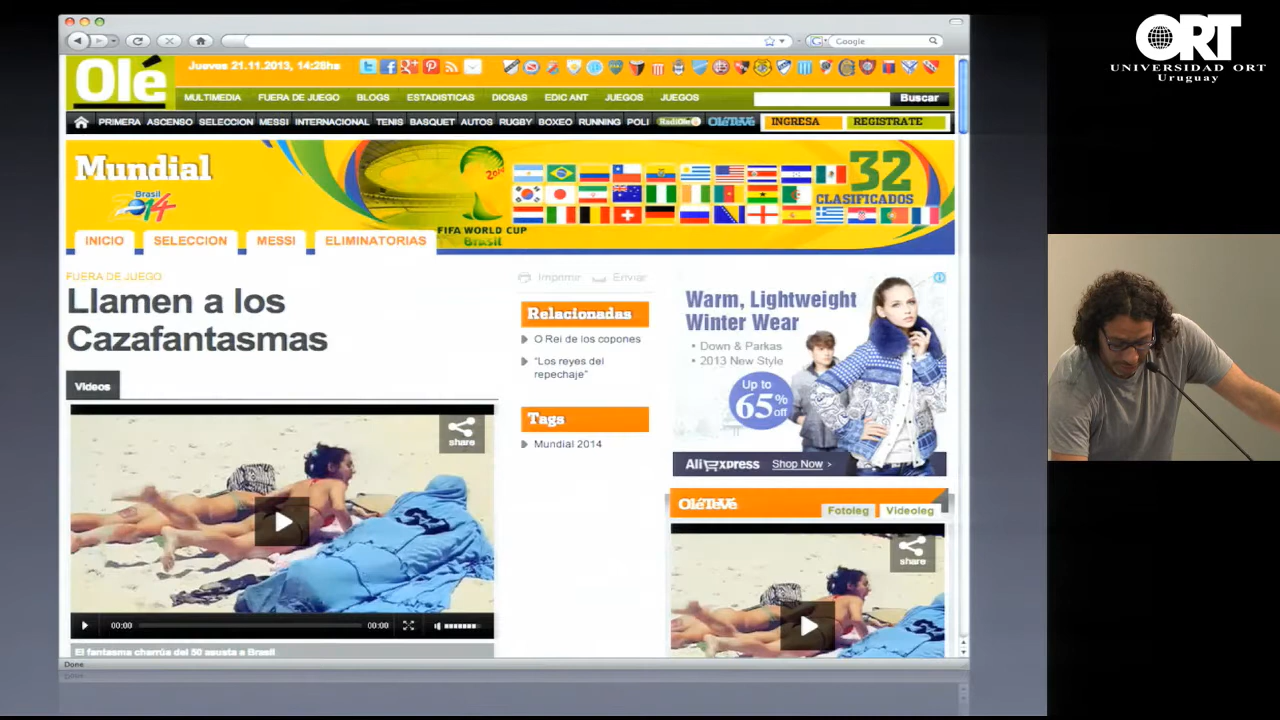 Google
Olé
Jueves 21.11.2013, 14:28hs
MULTIMEDIA FUERA DE JUEGO BLOGS ESTADISTICAS DIOSAS EDIC ANT JUEGOS JUEGOS
Buscar
PRIMERA ASCENSO SELECCION MESSI INTERNACIONAL TENIS BASQUET AUTOS RUGBY BOXEO RUNNING POLI
INGRESA REGISTRATE
Mundial
Brasil
2014
32
CLASIFICADOS
FIFA WORLD CUP
Brasil
INICIO SELECCION MESSI ELIMINATORIAS
FUERA DE JUEGO
Llamen a los
Cazafantasmas
Imprimir Enviar
Relacionadas
O Rei de los copones
"Los reyes del
repechaje"
Tags
Mundial 2014
Warm, Lightweight
Winter Wear
• Down & Parkas
• 2013 New Style
Up to
65% off
AliExpress Shop Now ›
Videos
share
00:00 00:00
El fantasma charrúa del 50 asusta a Brasil
OléTeVé
Fotoleg Videoleg
share
Done
ORT
UNIVERSIDAD ORT
Uruguay